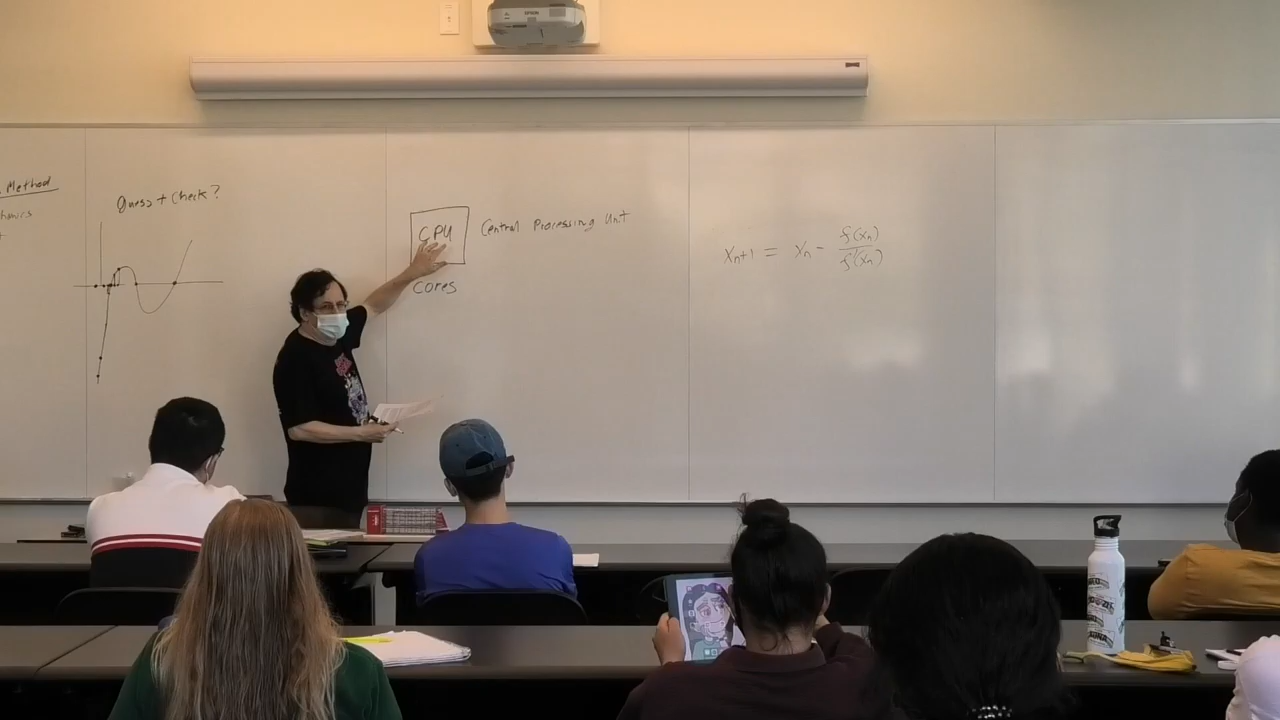 Method
Guess + Check?
CPU
Central Processing Unit
Cores
Xn+1 = Xn - f(Xn) / f'(Xn)
EPSON